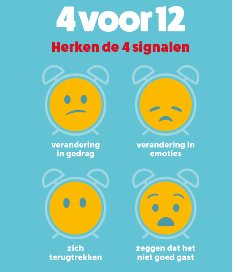 4 voor 12
Herken de 4 signalen
verandering
in gedrag
verandering in
emoties
zich
terugtrekken
zeggen dat het
niet goed gaat